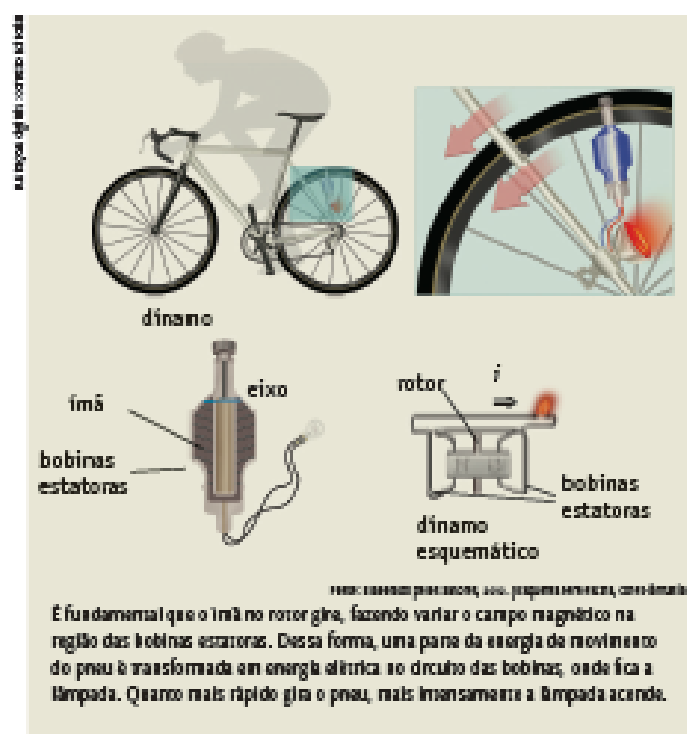 dínamo
eixo
ímã
bobinas
estatoras
rotor
i
bobinas
estatoras
dínamo
esquemático
É fundamental que o ímã no rotor gire, fazendo variar o campo magnético na
região das bobinas estatoras. Dessa forma, uma parte da energia de movimento
do pneu é transformada em energia elétrica no circuito das bobinas, onde fica a
lâmpada. Quanto mais rápido gira o pneu, mais intensamente a lâmpada acende.